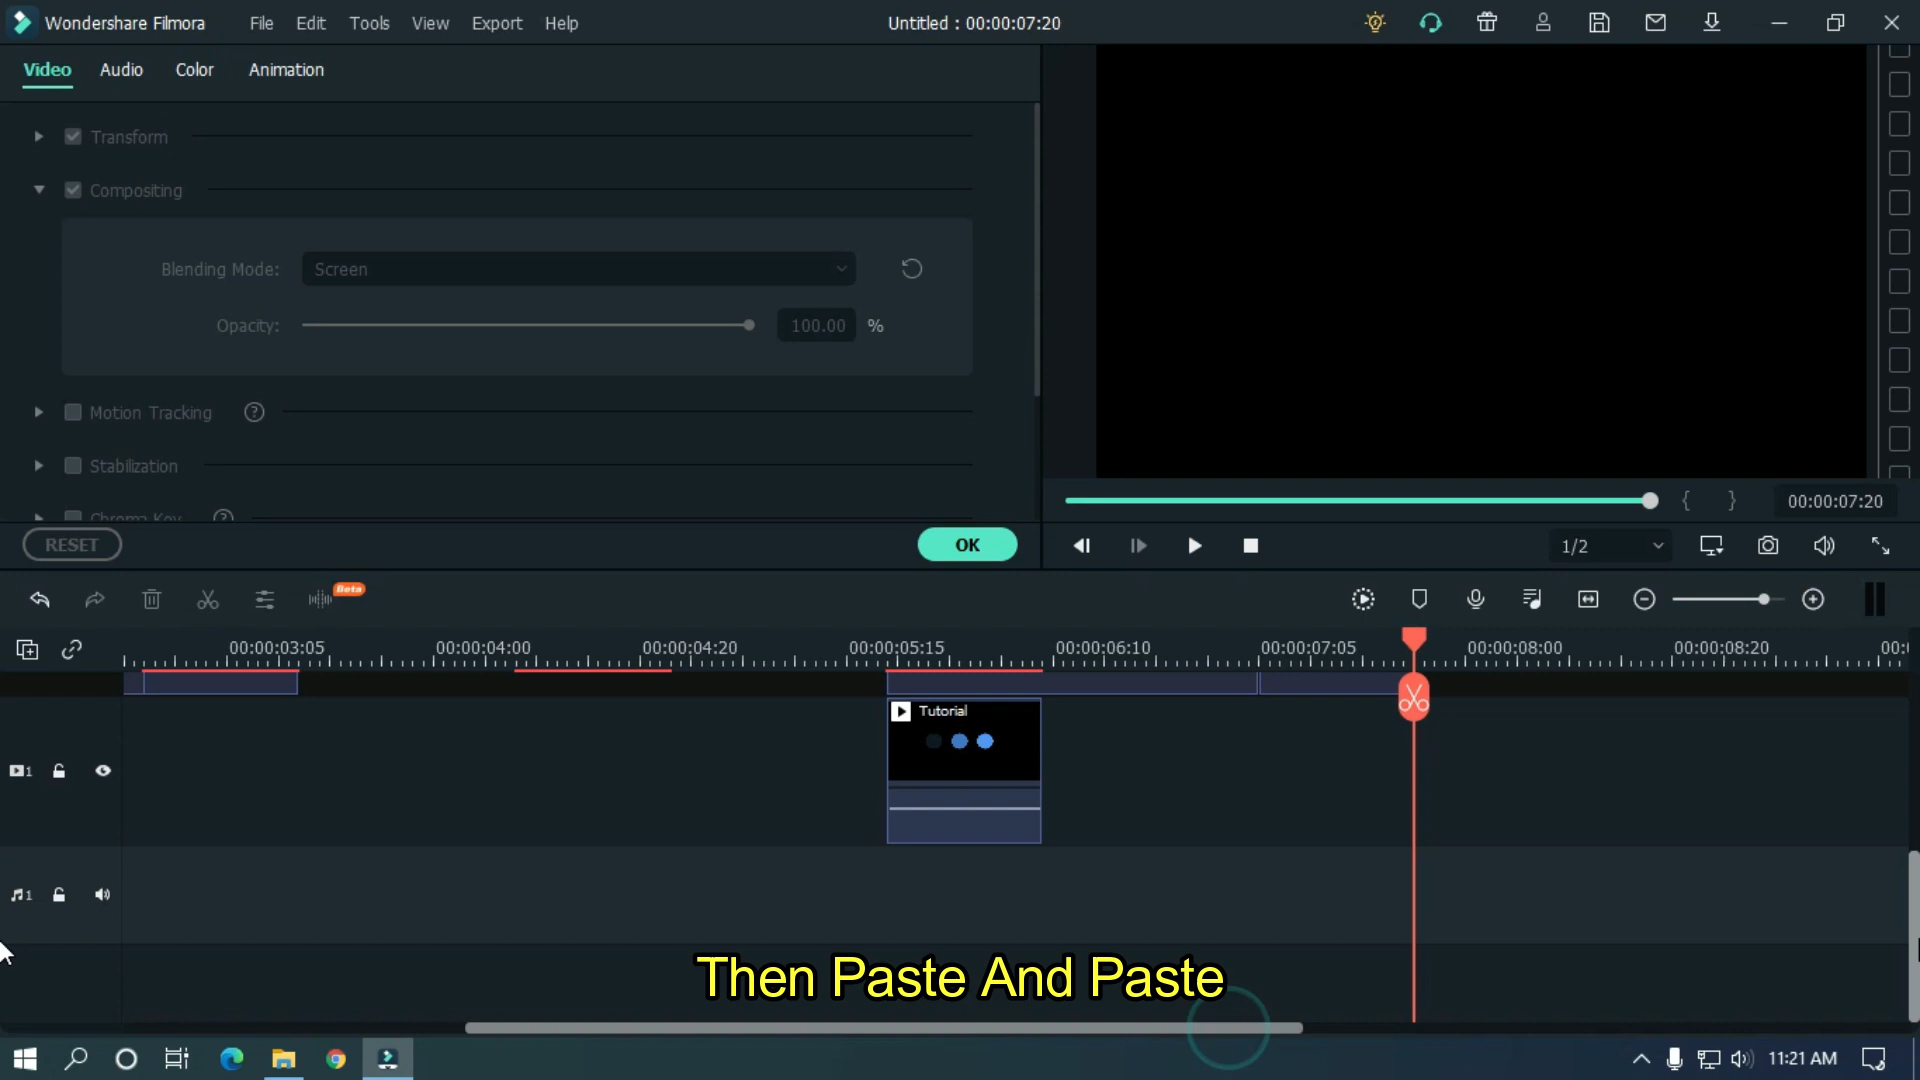 Wondershare Filmora
File Edit Tools View Export Help
Untitled : 00:00:07:20
Video Audio Color Animation
Transform
Compositing
Blending Mode: Screen
Opacity: 100.00 %
Motion Tracking
Stabilization
Chroma Key
RESET
OK
00:00:07:20
1/2
Beta
00:00:03:05 00:00:04:00 00:00:04:20 00:00:05:15 00:00:06:10 00:00:07:05 00:00:08:00 00:00:08:20
Tutorial
1
1
Then Paste And Paste
11:21 AM